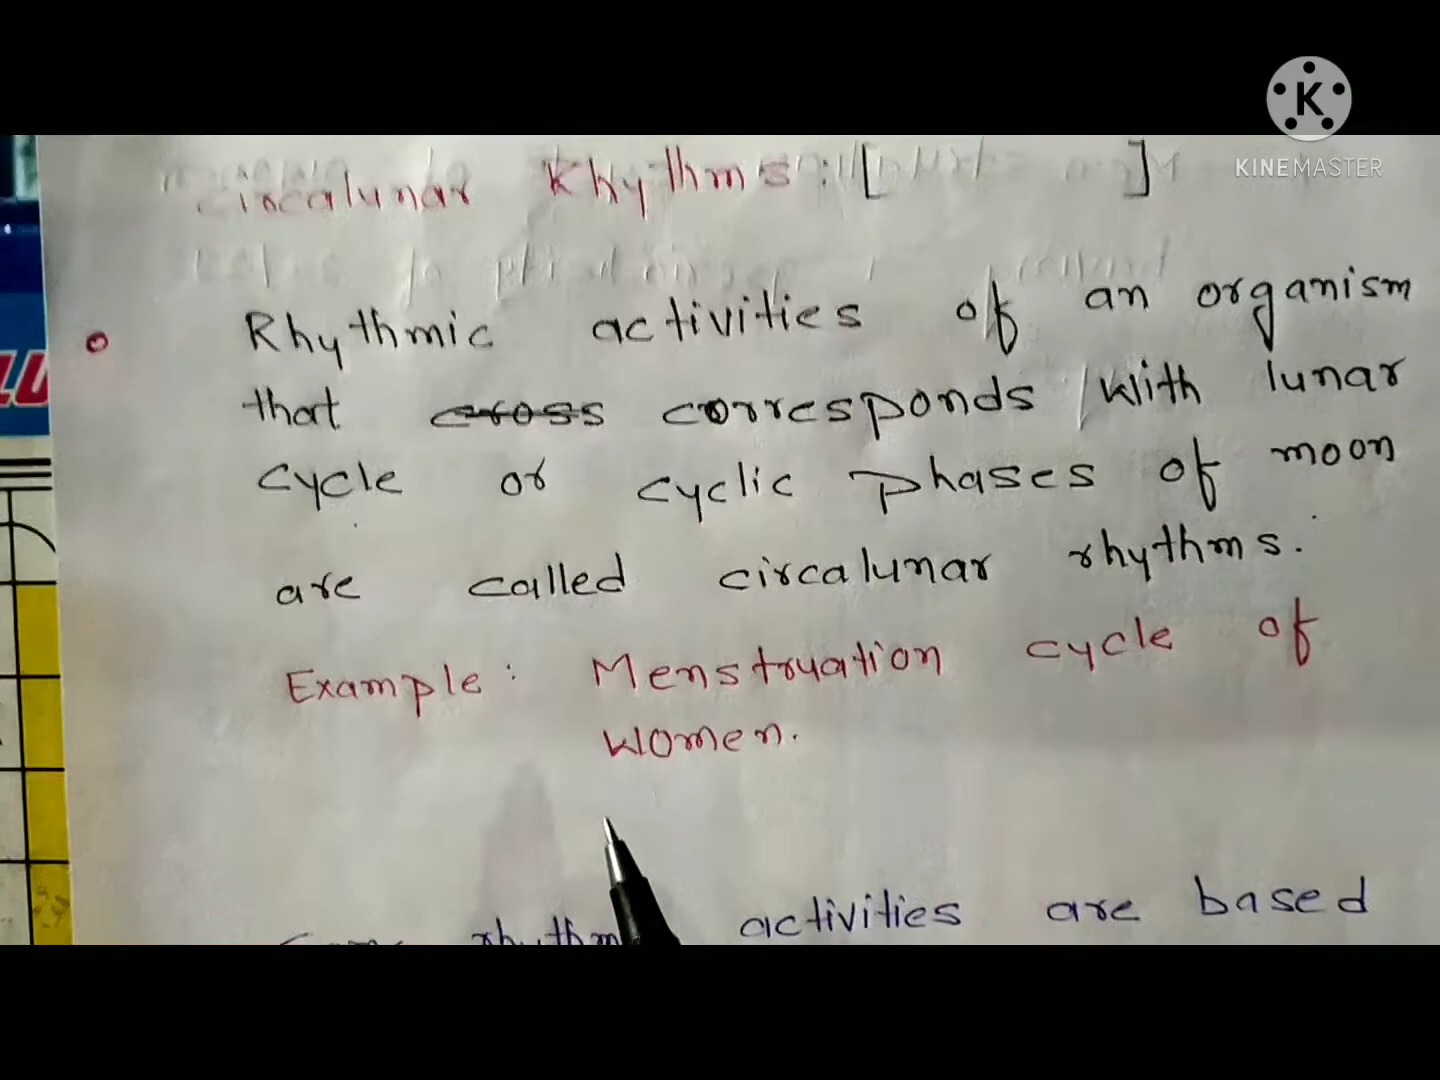 KINEMASTER
circalunar Rhythms : [ ]
Rhythmic activities of an organism
that cross corresponds with lunar
cycle or cyclic phases of moon
are called circalunar rhythms.
Example : Menstruation cycle of
women.
activities are based